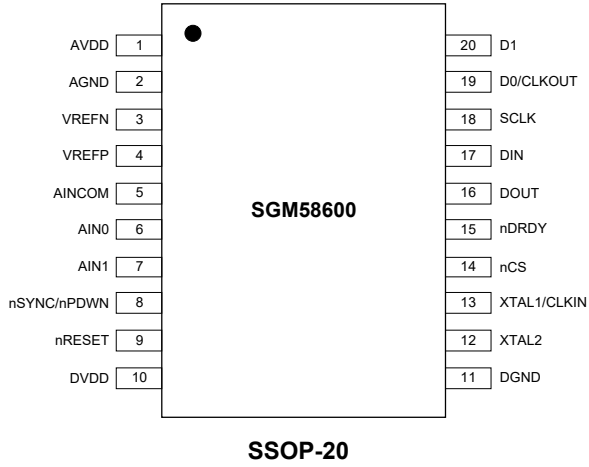 AVDD 1 20 D1
AGND 2 19 D0/CLKOUT
VREFN 3 18 SCLK
VREFP 4 17 DIN
AINCOM 5 16 DOUT
SGM58600
AIN0 6 15 nDRDY
AIN1 7 14 nCS
nSYNC/nPDWN 8 13 XTAL1/CLKIN
nRESET 9 12 XTAL2
DVDD 10 11 DGND
SSOP-20